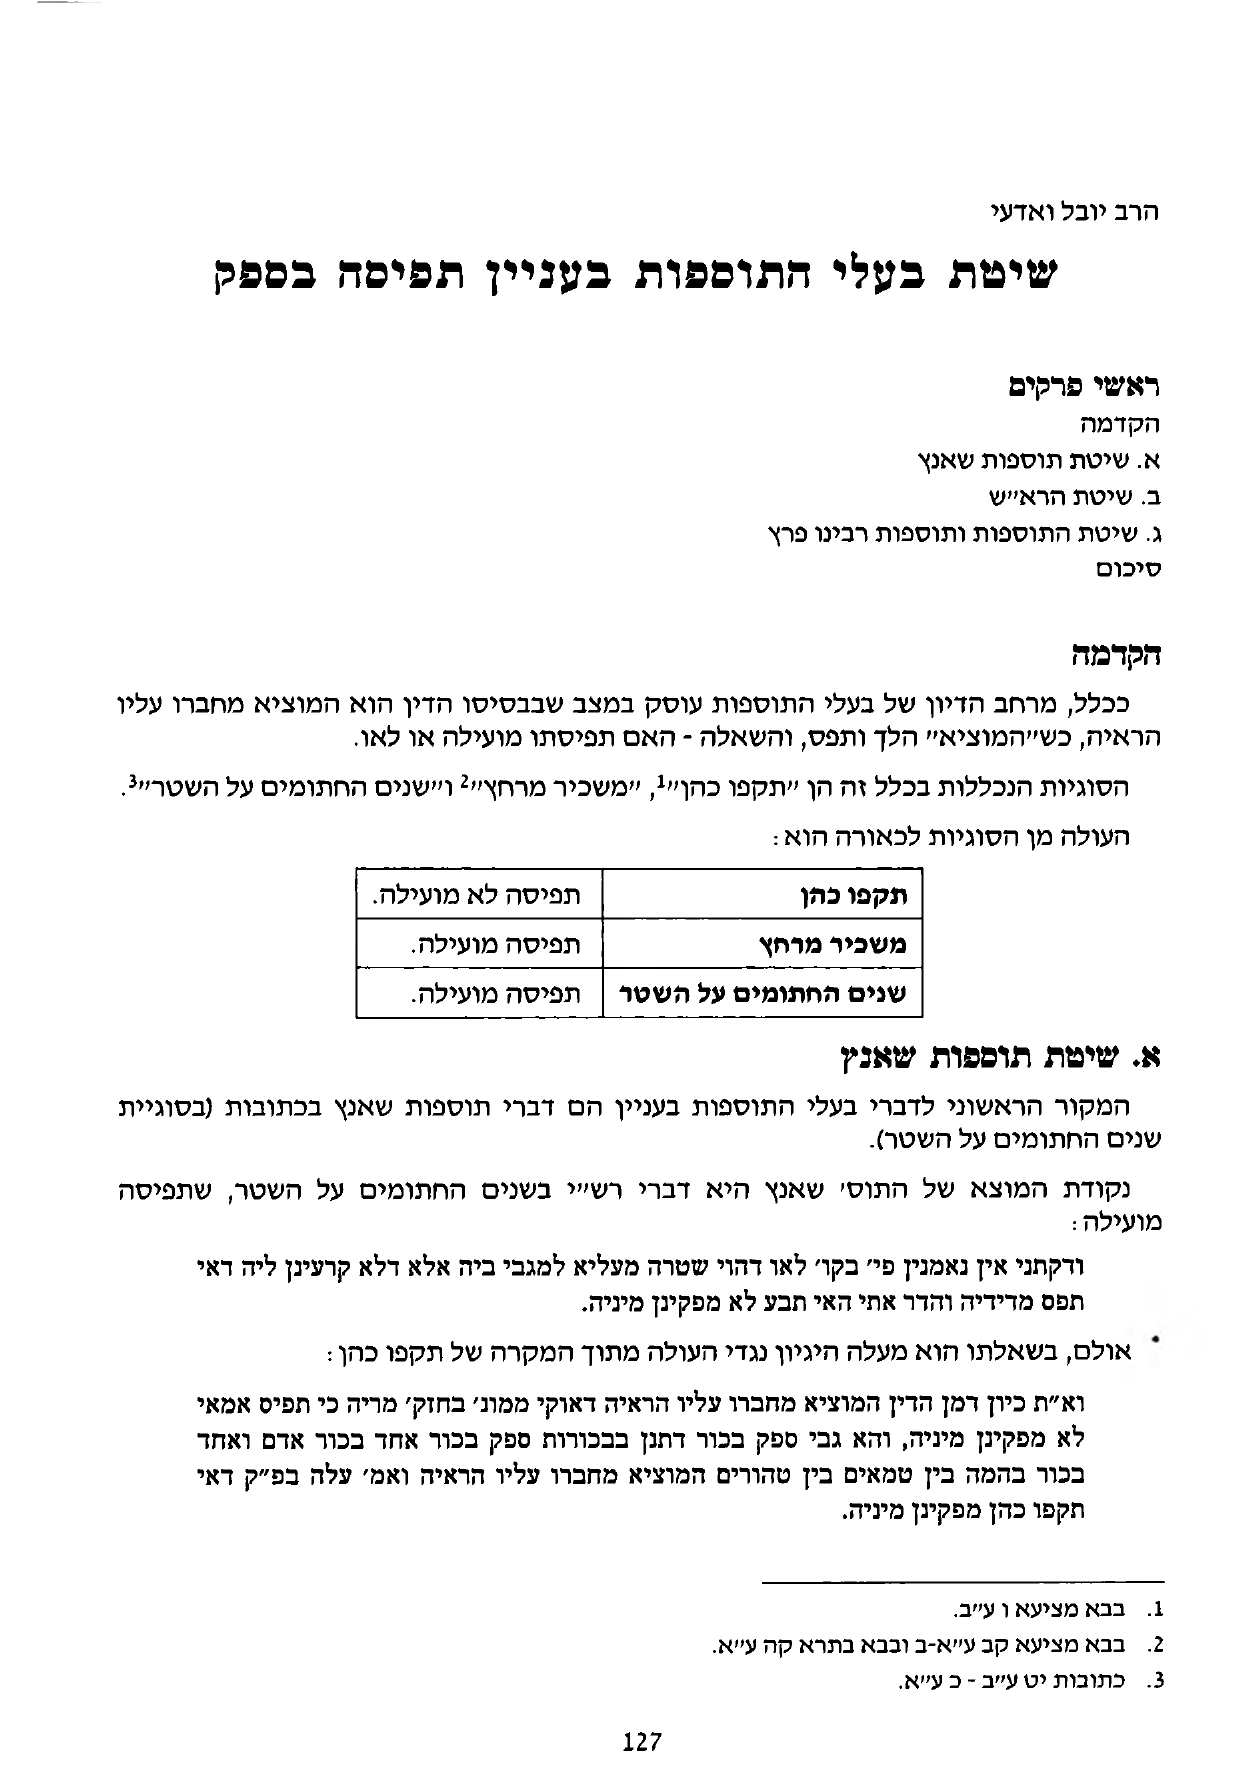 הרב יובל ואדעי
שיטת בעלי התוספות בעניין תפיסה בספק
ראשי פרקים
הקדמה
א. שיטת תוספות שאנץ
ב. שיטת הרא״ש
ג. שיטת התוספות ותוספות רבינו פרץ
סיכום
הקדמה
ככלל, מרחב הדיון של בעלי התוספות עוסק במצב שבבסיסו הדין הוא המוציא מחברו עליו
הראיה, כש״המוציא״ הלך ותפס, והשאלה - האם תפיסתו מועילה או לאו.
הסוגיות הנכללות בכלל זה הן ״תקפו כהן״1, ״משכיר מרחץ״2 ו״שנים החתומים על השטר״3.
העולה מן הסוגיות לכאורה הוא:
תקפו כהן תפיסה לא מועילה.
משכיר מרחץ תפיסה מועילה.
שנים החתומים על השטר תפיסה מועילה.
א. שיטת תוספות שאנץ
המקור הראשוני לדברי בעלי התוספות בעניין הם דברי תוספות שאנץ בכתובות (בסוגיית
שנים החתומים על השטר).
נקודת המוצא של התוס׳ שאנץ היא דברי רש״י בשנים החתומים על השטר, שתפיסה
מועילה:
ודקתני אין נאמנין פי׳ בקו׳ לאו דהוי שטרה מעליא למגבי ביה אלא דלא קרעינן ליה דאי
תפס מדידיה והדר אתי האי תבע לא מפקינן מיניה.
אולם, בשאלתו הוא מעלה היגיון נגדי העולה מתוך המקרה של תקפו כהן:
וא״ת כיון דמן הדין המוציא מחברו עליו הראיה דאוקי ממונ׳ בחזק׳ מריה כי תפיס אמאי
לא מפקינן מיניה, והא גבי ספק בכור דתנן בבכורות ספק בכור אחד בכור אדם ואחד
בכור בהמה בין טמאים בין טהורים המוציא מחברו עליו הראיה ואמ׳ עלה בפ״ק דאי
תקפו כהן מפקינן מיניה.
1. בבא מציעא ו ע״ב.
2. בבא מציעא קב ע״א-ב ובבא בתרא קה ע״א.
3. כתובות יט ע״ב - כ ע״א.
127